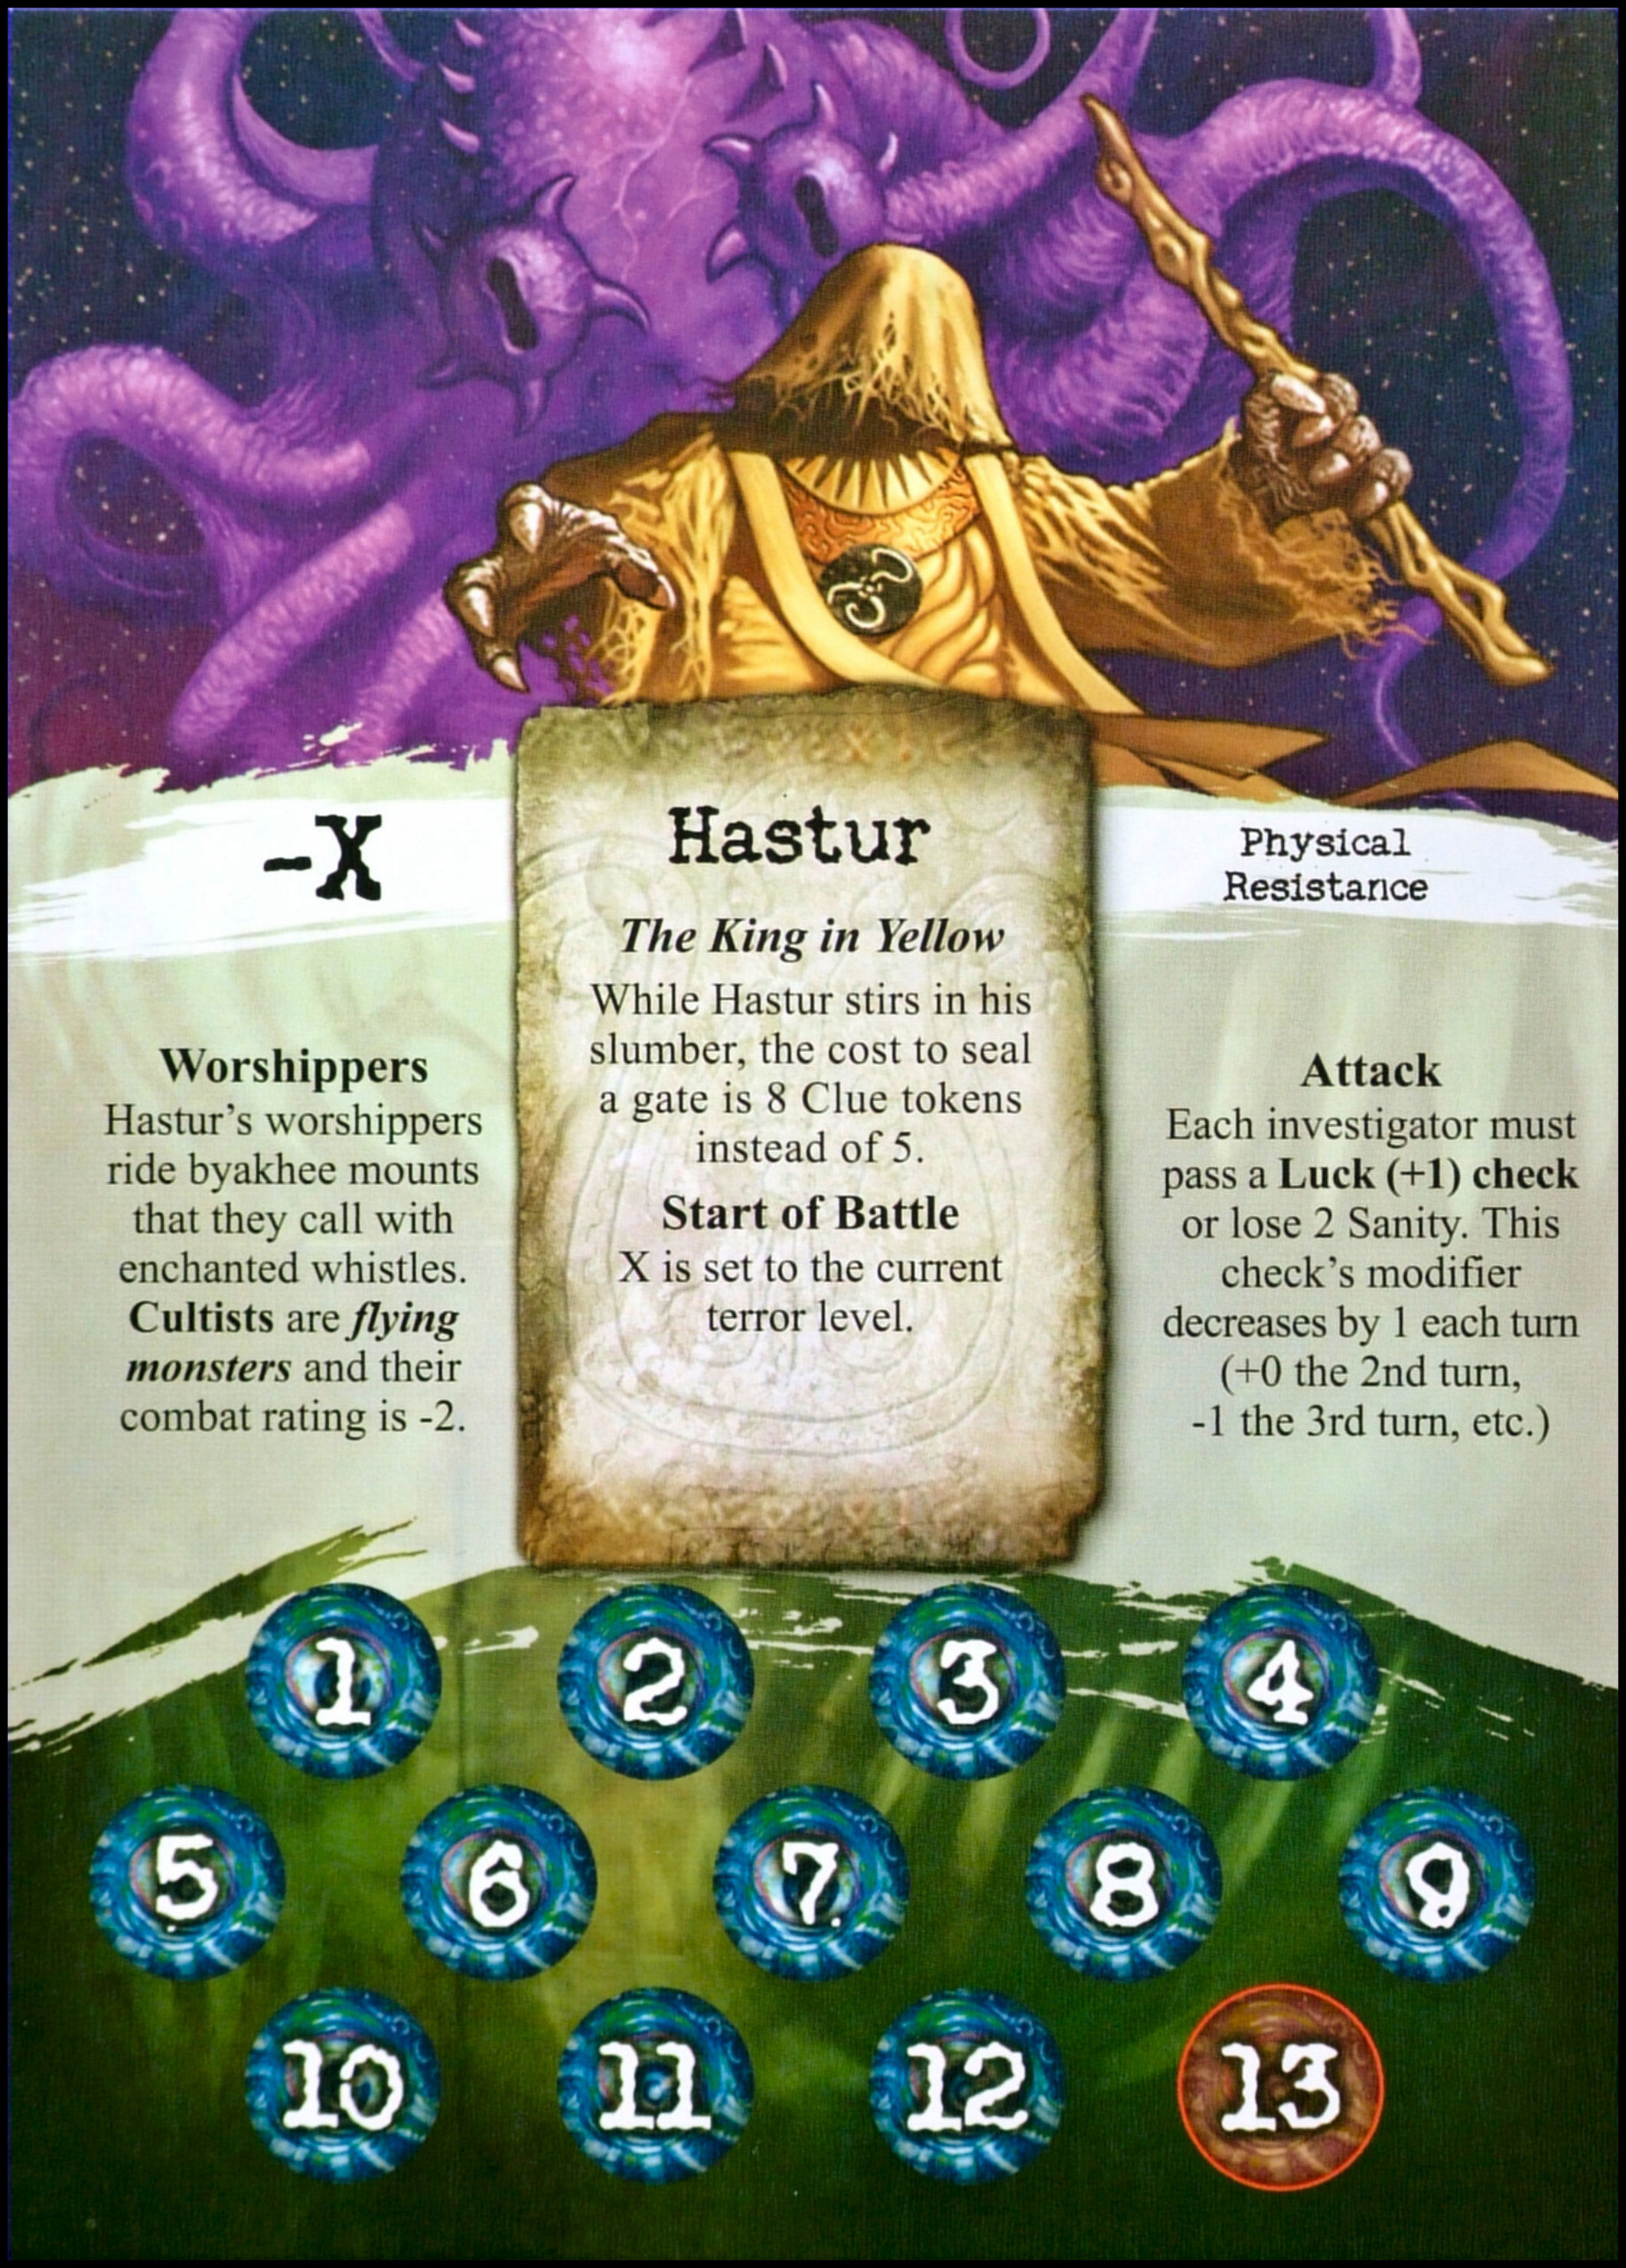 -X
Hastur
Physical
Resistance
The King in Yellow
While Hastur stirs in his
slumber, the cost to seal
a gate is 8 Clue tokens
instead of 5.
Start of Battle
X is set to the current
terror level.
Worshippers
Hastur’s worshippers
ride byakhee mounts
that they call with
enchanted whistles.
Cultists are flying
monsters and their
combat rating is -2.
Attack
Each investigator must
pass a Luck (+1) check
or lose 2 Sanity. This
check’s modifier
decreases by 1 each turn
(+0 the 2nd turn,
-1 the 3rd turn, etc.)
1 2 3 4
5 6 7 8 9
10 11 12 13